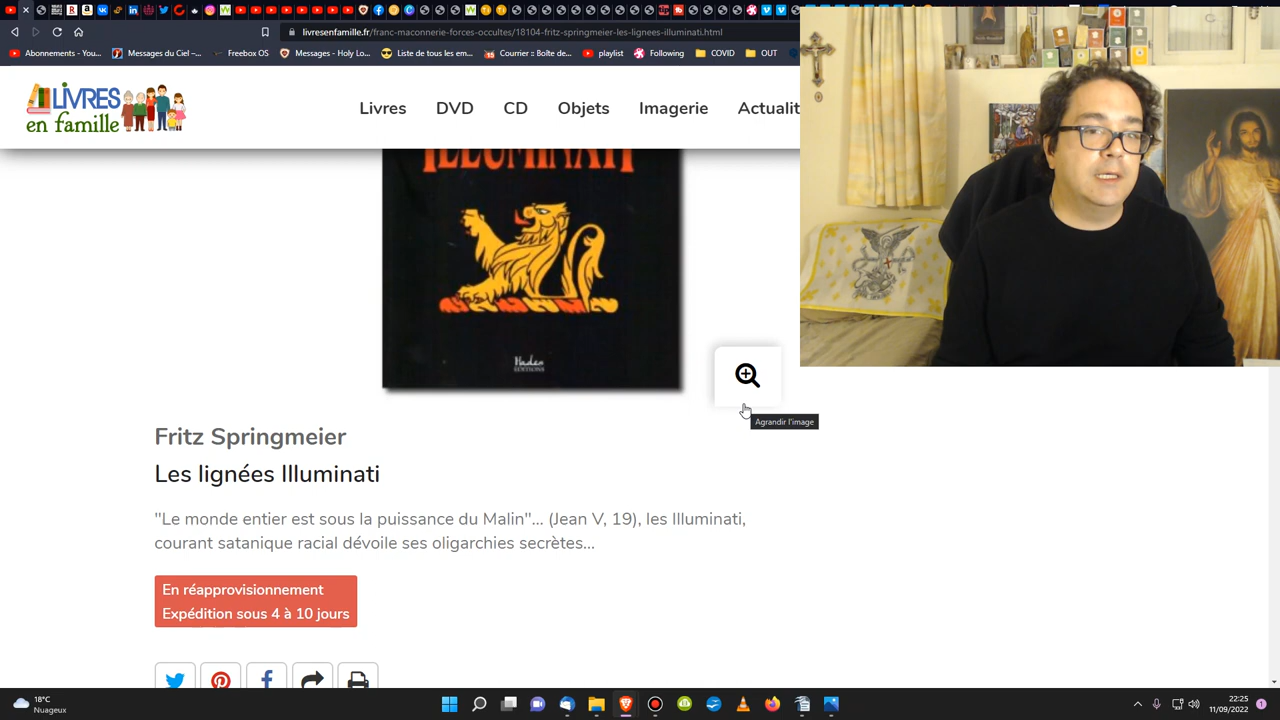 livresenfamille.fr/franc-maconnerie-forces-occultes/18104-fritz-springmeier-les-lignees-illuminati.html
Abonnements - You...
Messages du Ciel –...
Freebox OS
Messages - Holy Lo...
Liste de tous les em...
Courrier :: Boîte de...
playlist
Following
COVID
OUT
LIVRES
en famille
Livres
DVD
CD
Objets
Imagerie
Actualit
ILLUMINATI
EDITIONS
Agrandir l'image
Fritz Springmeier
Les lignées Illuminati
"Le monde entier est sous la puissance du Malin"... (Jean V, 19), les Illuminati,
courant satanique racial dévoile ses oligarchies secrètes...
En réapprovisionnement
Expédition sous 4 à 10 jours
18°C
Nuageux
22:25
11/09/2022